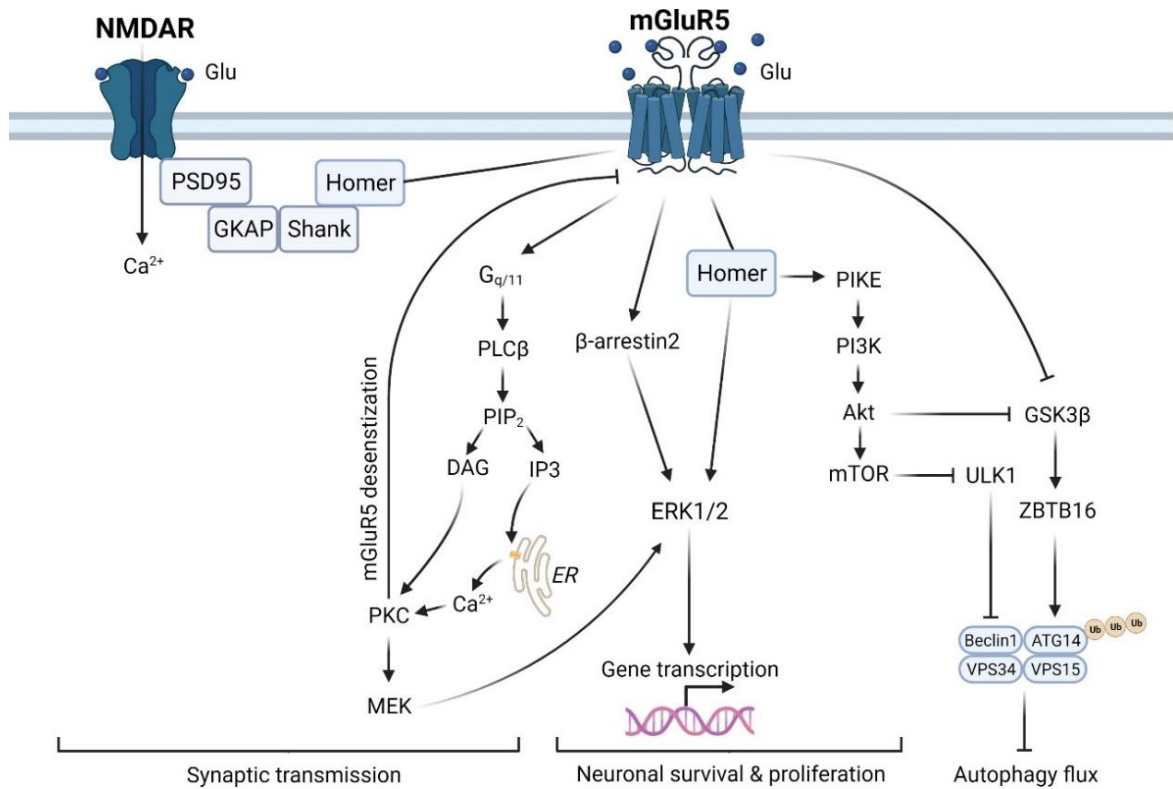 NMDAR
mGluR5
Glu
Glu
PSD95
Homer
GKAP
Shank
Ca²⁺
Gq/11
Homer
PIKE
PLCβ
β-arrestin2
PI3K
mGluR5 desenstization
PIP₂
Akt
GSK3β
DAG
IP3
mTOR
ULK1
ERK1/2
ZBTB16
ER
PKC
Ca²⁺
Beclin1
ATG14
Ub
Ub
Ub
VPS34
VPS15
Gene transcription
MEK
Synaptic transmission
Neuronal survival & proliferation
Autophagy flux